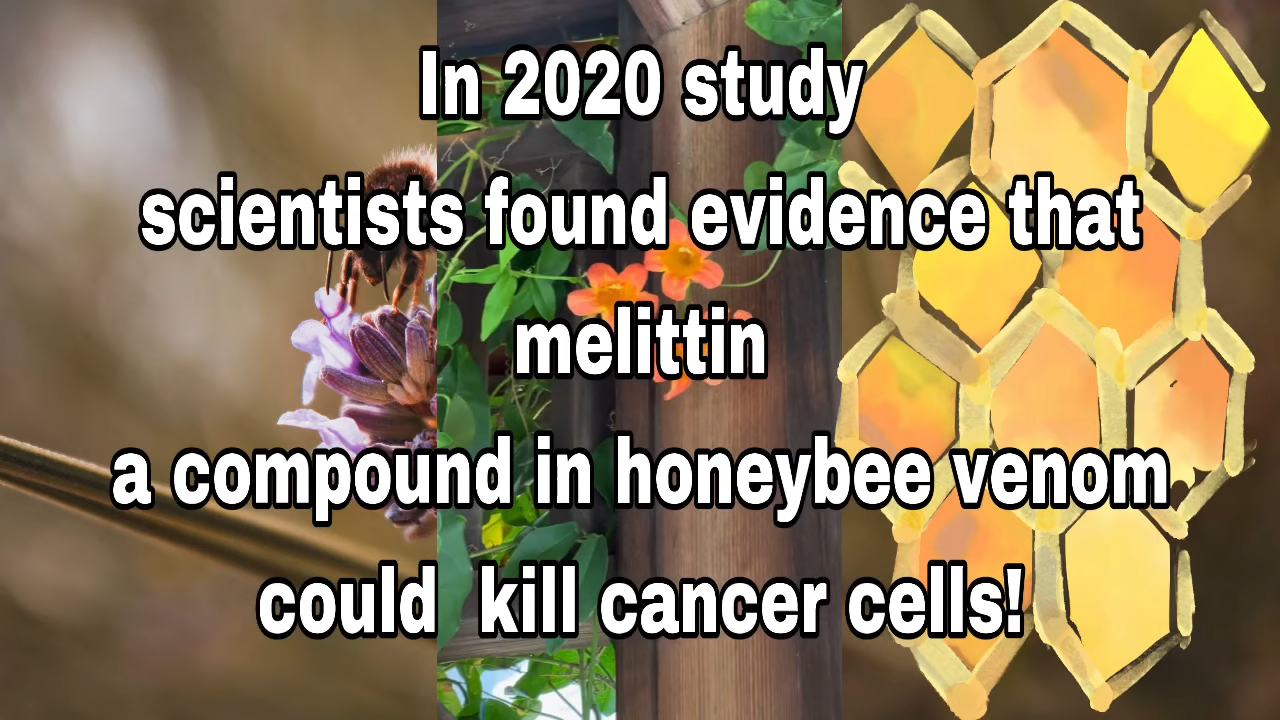 In 2020 study
scientists found evidence that
melittin
a compound in honeybee venom
could kill cancer cells!